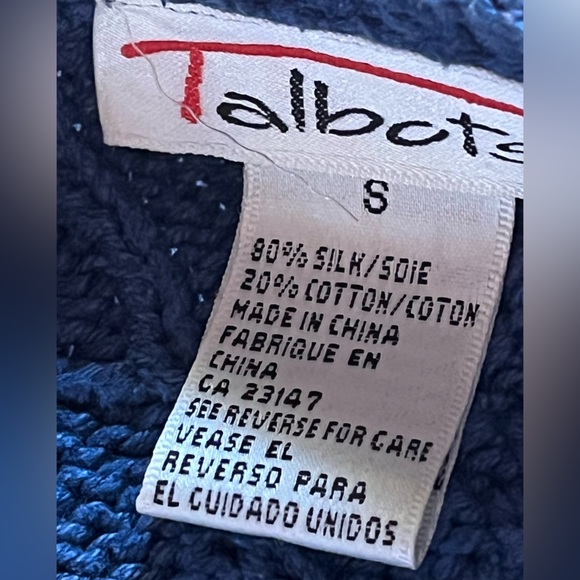 Talbots
S
80% SILK/SOIE
20% COTTON/COTON
MADE IN CHINA
FABRIQUE EN
CHINA
CA 23147
SEE REVERSE FOR CARE
VEASE EL
REVERSO PARA
EL CUIDADO UNIDOS